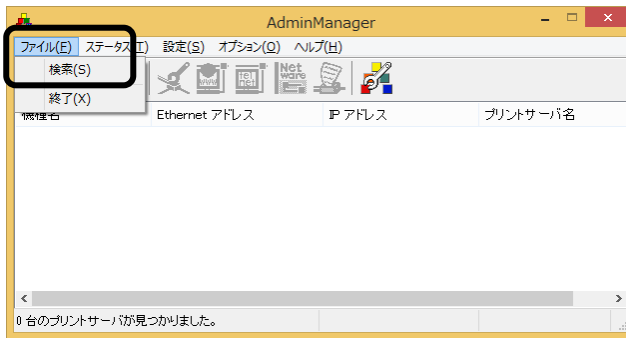 AdminManager
ファイル(F) ステータス(T) 設定(S) オプション(O) ヘルプ(H)
検索(S)
終了(X)
www tel net Net ware
機種名 Ethernet アドレス IP アドレス プリントサーバ名
0 台のプリントサーバが見つかりました。